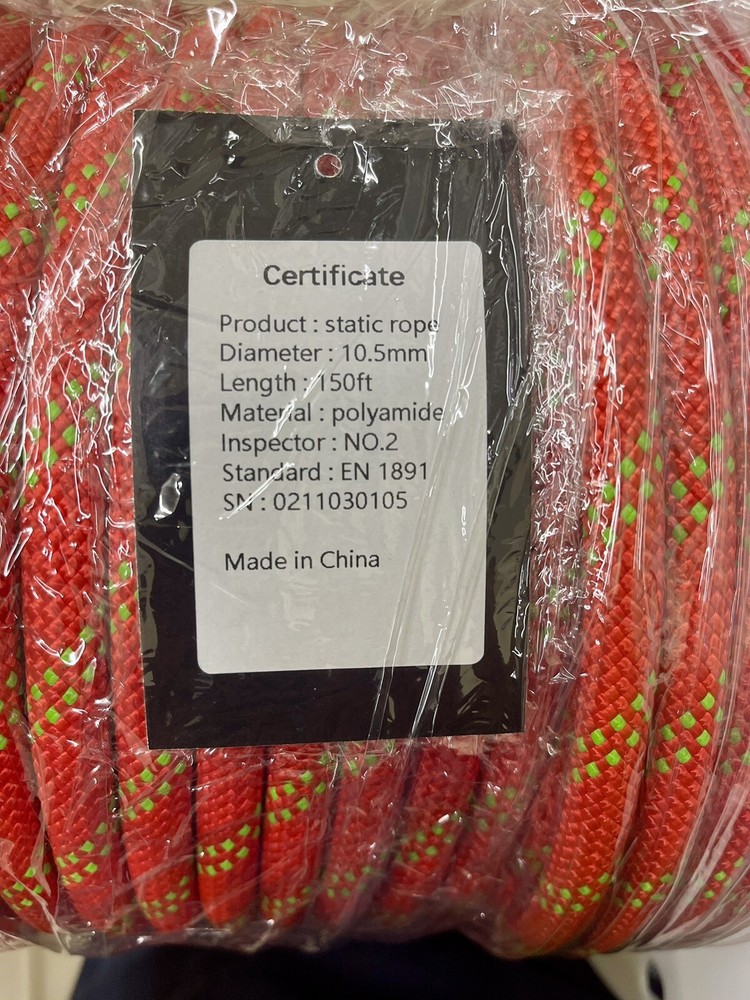 Certificate
Product : static rope
Diameter : 10.5mm
Length : 150ft
Material : polyamide
Inspector : NO.2
Standard : EN 1891
SN : 0211030105
Made in China